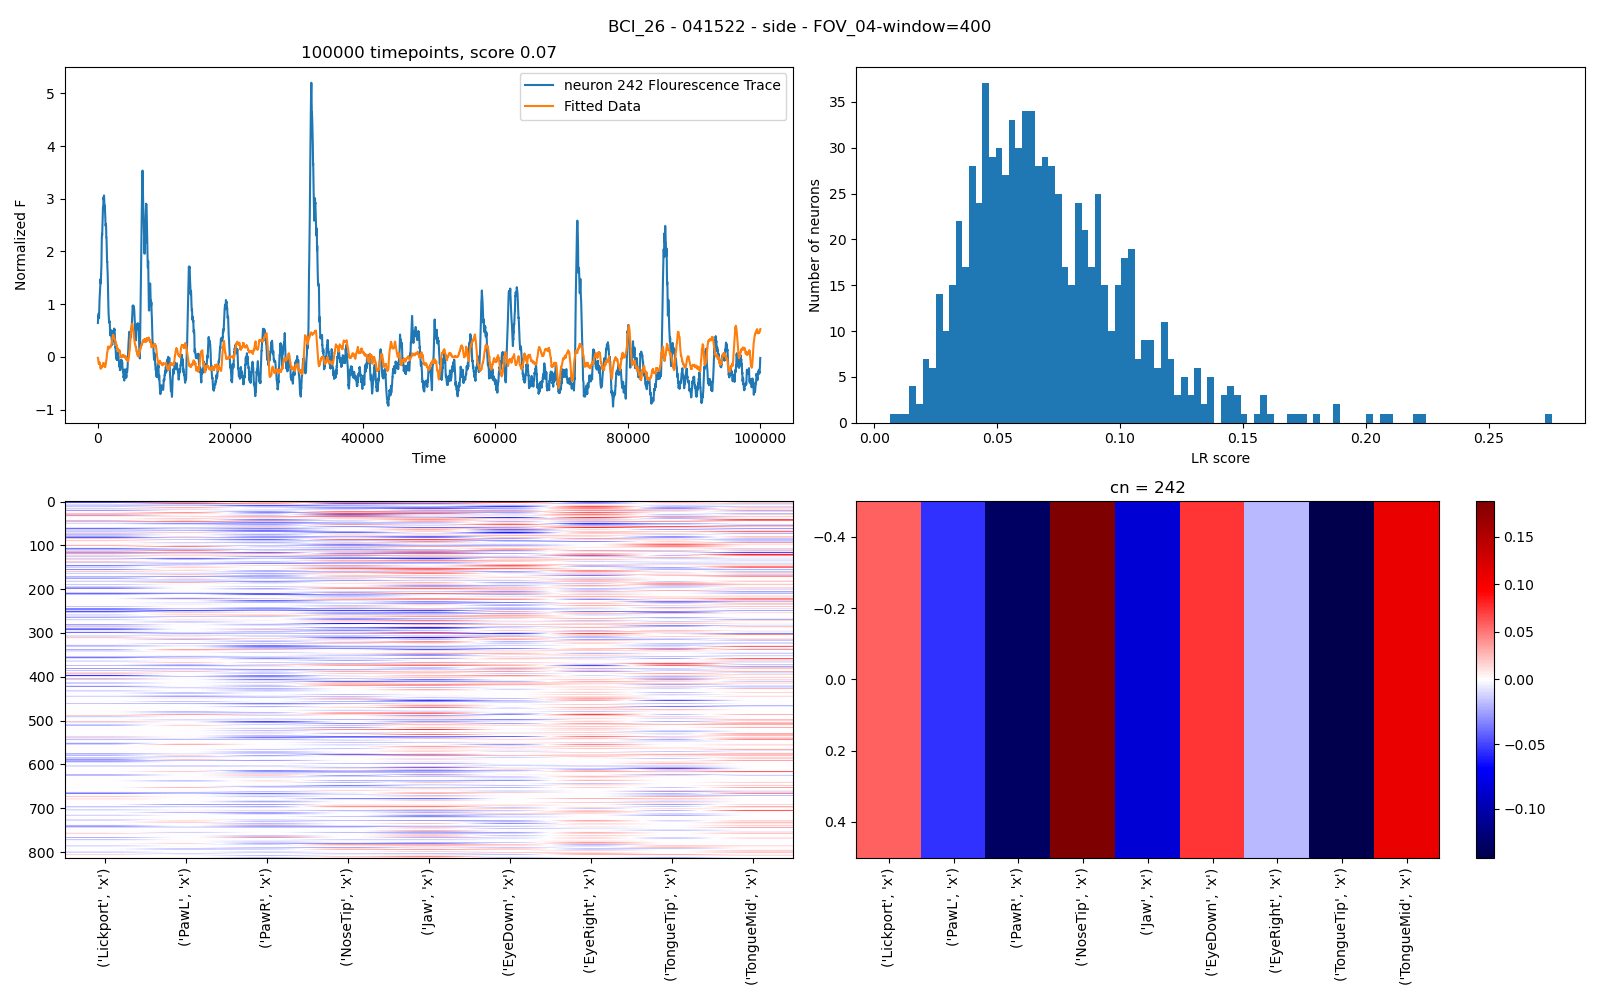 BCI_26 - 041522 - side - FOV_04-window=400
100000 timepoints, score 0.07
neuron 242 Flourescence Trace
Fitted Data
Normalized F
5
4
3
2
1
0
−1
0
20000
40000
60000
80000
100000
Time
Number of neurons
35
30
25
20
15
10
5
0
0.00
0.05
0.10
0.15
0.20
0.25
LR score
0
100
200
300
400
500
600
700
800
('Lickport', 'x')
('PawL', 'x')
('PawR', 'x')
('NoseTip', 'x')
('Jaw', 'x')
('EyeDown', 'x')
('EyeRight', 'x')
('TongueTip', 'x')
('TongueMid', 'x')
cn = 242
−0.4
−0.2
0.0
0.2
0.4
('Lickport', 'x')
('PawL', 'x')
('PawR', 'x')
('NoseTip', 'x')
('Jaw', 'x')
('EyeDown', 'x')
('EyeRight', 'x')
('TongueTip', 'x')
('TongueMid', 'x')
0.15
0.10
0.05
0.00
−0.05
−0.10